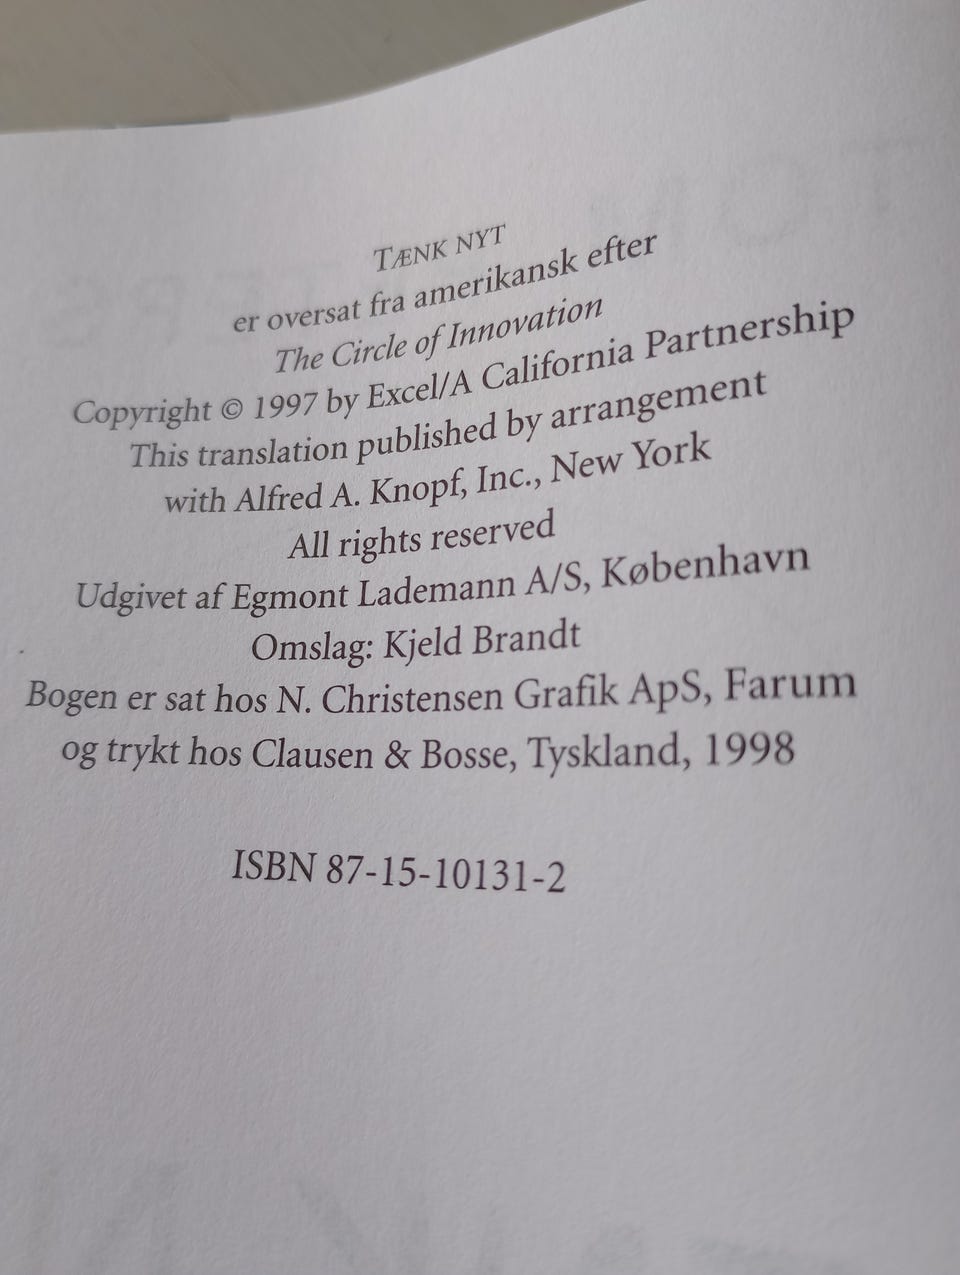 TÆNK NYT
er oversat fra amerikansk efter
The Circle of Innovation
Copyright © 1997 by Excel/A California Partnership
This translation published by arrangement
with Alfred A. Knopf, Inc., New York
All rights reserved
Udgivet af Egmont Lademann A/S, København
Omslag: Kjeld Brandt
Bogen er sat hos N. Christensen Grafik ApS, Farum
og trykt hos Clausen & Bosse, Tyskland, 1998
ISBN 87-15-10131-2